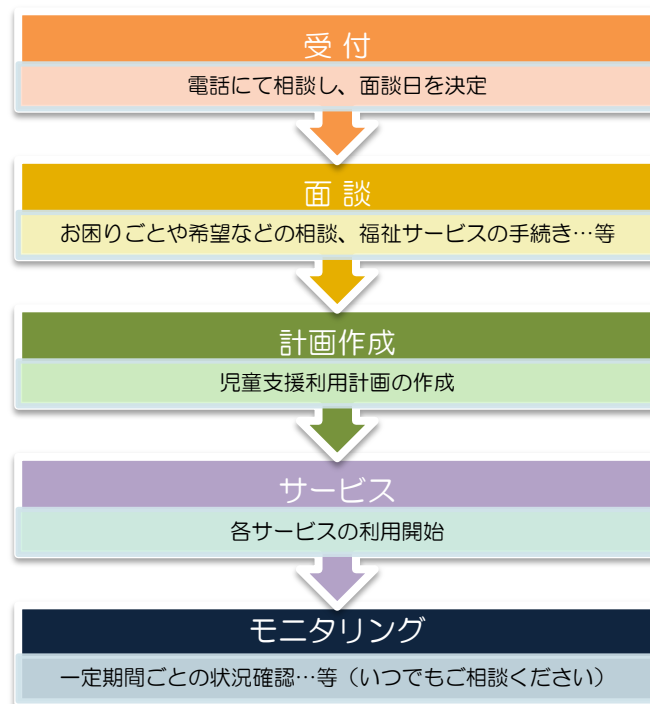 受 付
電話にて相談し、面談日を決定
面 談
お困りごとや希望などの相談、福祉サービスの手続き…等
計画作成
児童支援利用計画の作成
サービス
各サービスの利用開始
モニタリング
一定期間ごとの状況確認…等（いつでもご相談ください）